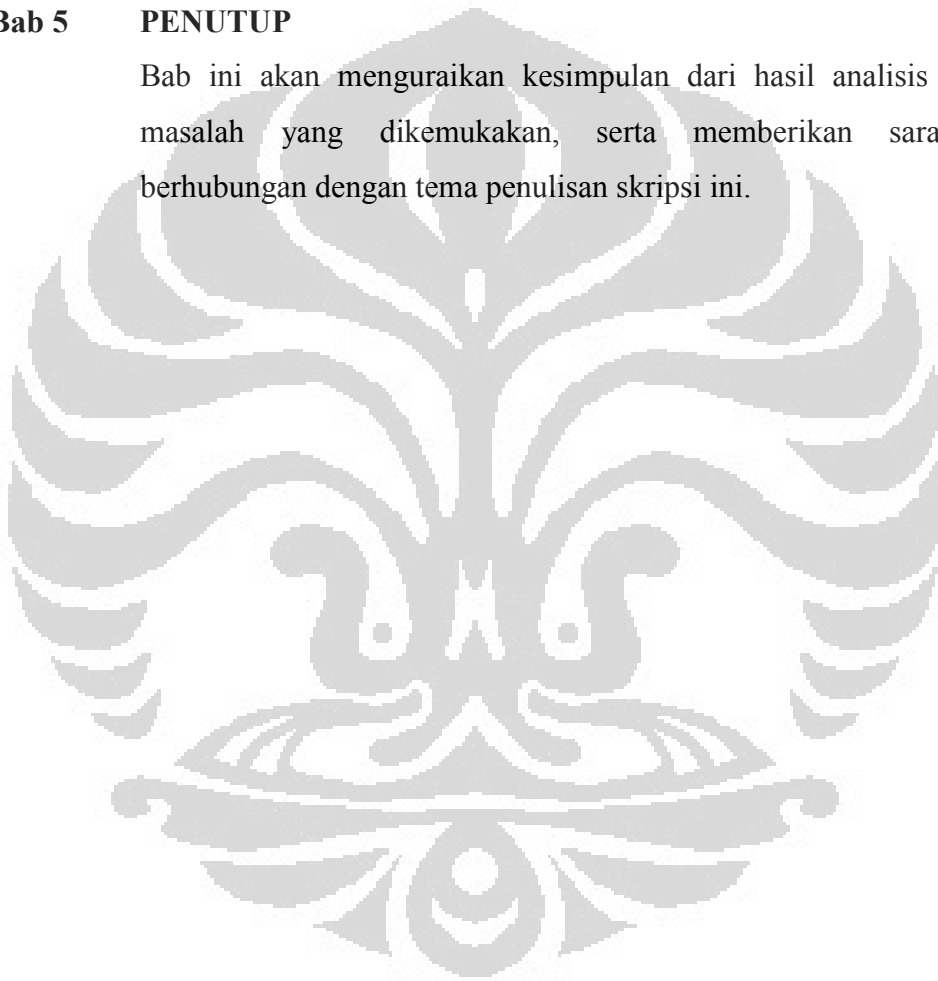 Bab 5 PENUTUP
Bab ini akan menguraikan kesimpulan dari hasil analisis
masalah yang dikemukakan, serta memberikan sara
berhubungan dengan tema penulisan skripsi ini.